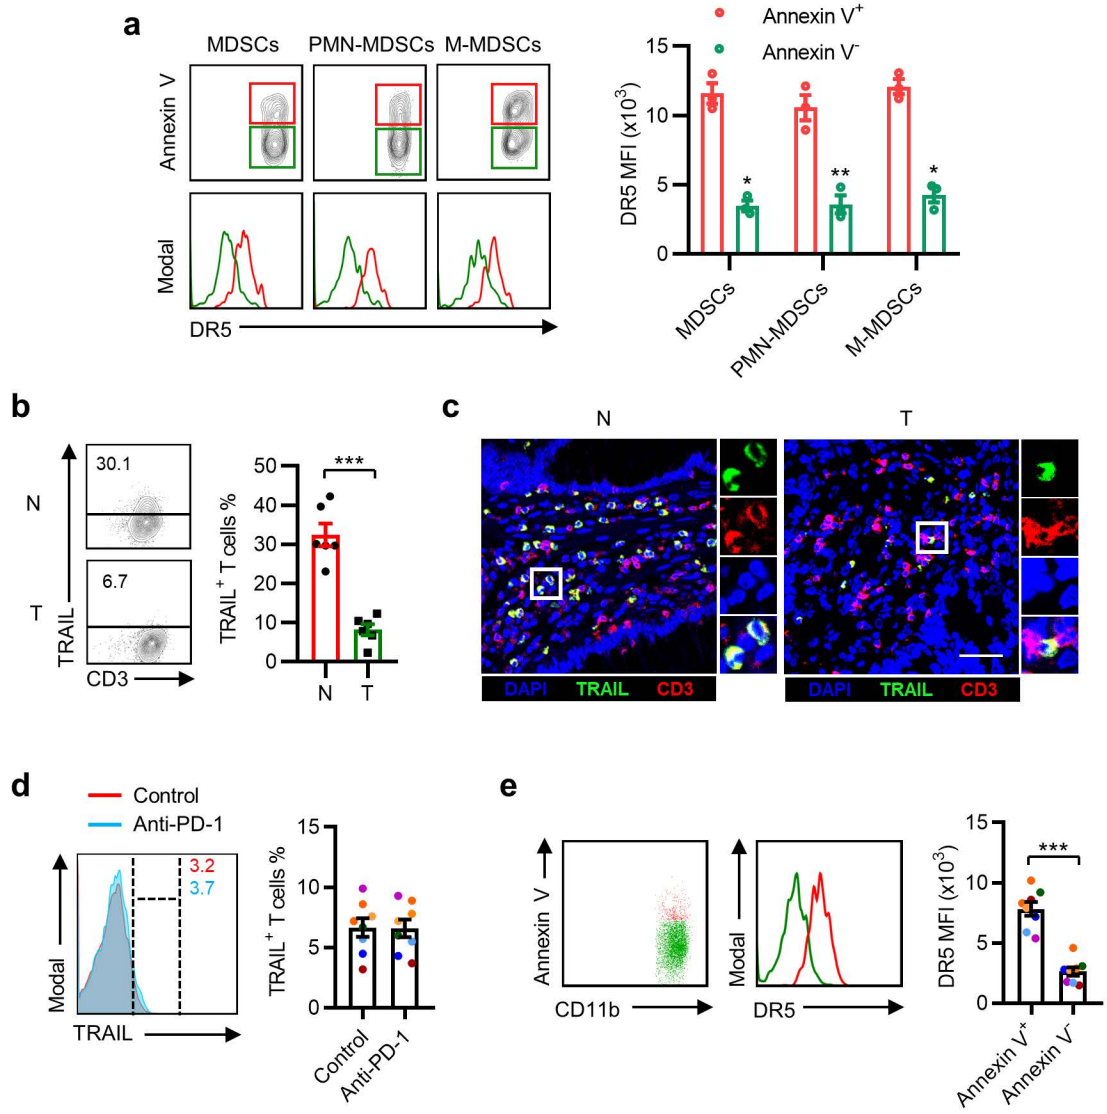 a
MDSCs PMN-MDSCs M-MDSCs
Annexin V
Modal
DR5
Annexin V+
Annexin V-
DR5 MFI (x10³)
15
10
5
0
* ** *
MDSCs
PMN-MDSCs
M-MDSCs
b
N
30.1
T
6.7
TRAIL
CD3
TRAIL+ T cells %
50
40
30
20
10
0
***
N T
c
N T
DAPI TRAIL CD3
DAPI TRAIL CD3
d
Control
Anti-PD-1
3.2
3.7
Modal
TRAIL
TRAIL+ T cells %
15
10
5
0
Control
Anti-PD-1
e
Annexin V
CD11b
Modal
DR5
DR5 MFI (x10³)
15
10
5
0
***
Annexin V+
Annexin V-